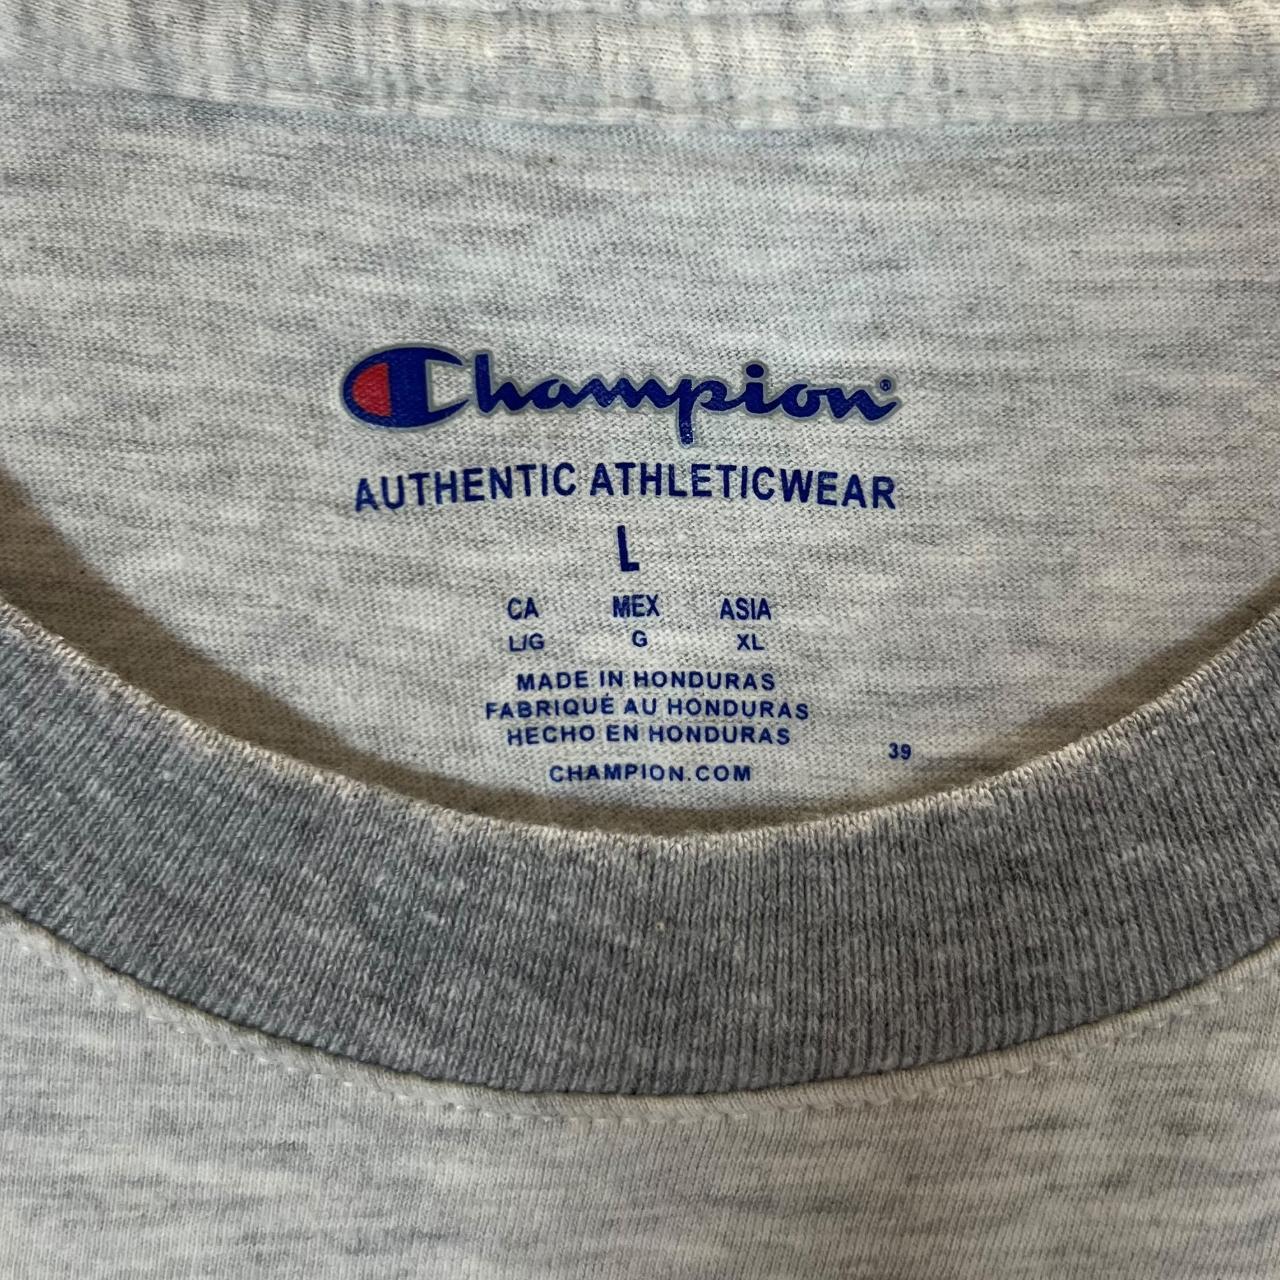 Champion®
AUTHENTIC ATHLETICWEAR
L
CA MEX ASIA
L/G G XL
MADE IN HONDURAS
FABRIQUÉ AU HONDURAS
HECHO EN HONDURAS
39
CHAMPION.COM